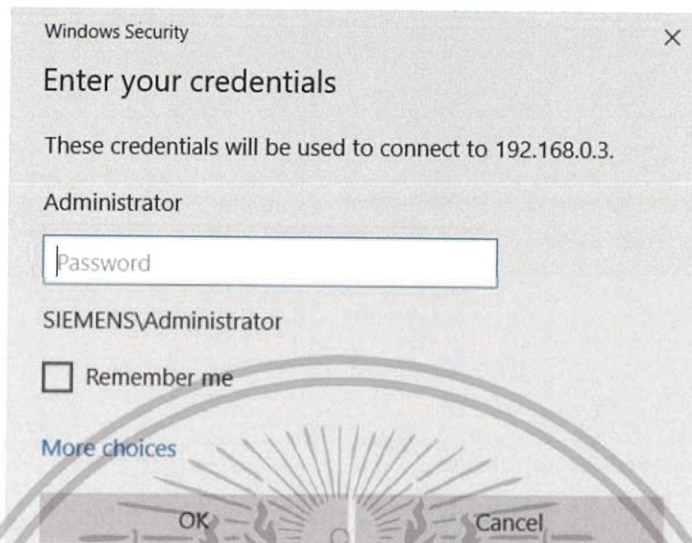 Windows Security
Enter your credentials
These credentials will be used to connect to 192.168.0.3.
Administrator
Password
SIEMENS\Administrator
Remember me
More choices
OK
Cancel